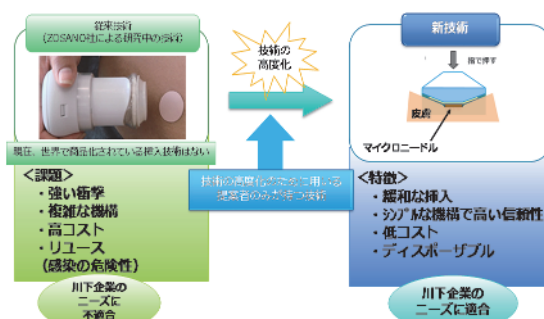 従来技術
(ZOSANO社による研究中の技術)
現在、世界で商品化されている挿入技術はない
<課題>
・強い衝撃
・複雑な機構
・高コスト
・リユース
(感染の危険性)
川下企業の
ニーズに
不適合
技術の
高度化
技術の高度化のために用いる
提案者のみが持つ技術
新技術
指で押す
皮膚
マイクロニードル
<特徴>
・緩和な挿入
・シンプルな機構で高い信頼性
・低コスト
・ディスポーザブル
川下企業の
ニーズに適合